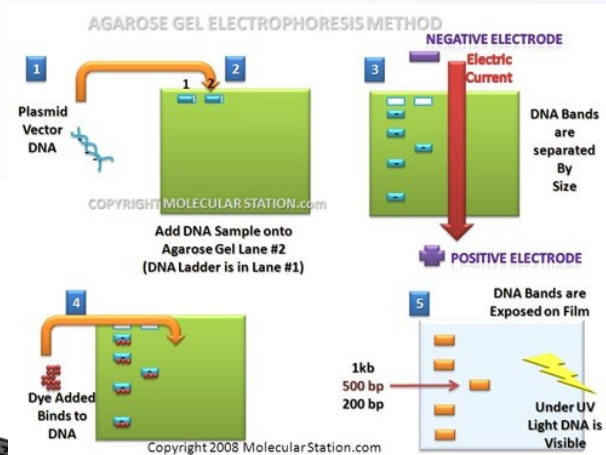 AGAROSE GEL ELECTROPHORESIS METHOD
1
Plasmid
Vector
DNA
1 2
2
COPYRIGHT MOLECULAR STATION.com
Add DNA Sample onto
Agarose Gel Lane #2
(DNA Ladder is in Lane #1)
NEGATIVE ELECTRODE
3
Electric
Current
DNA Bands
are
separated
By
Size
POSITIVE ELECTRODE
4
Dye Added
Binds to
DNA
5
DNA Bands are
Exposed on Film
1kb
500 bp
200 bp
Under UV
Light DNA is
Visible
Copyright 2008 MolecularStation.com